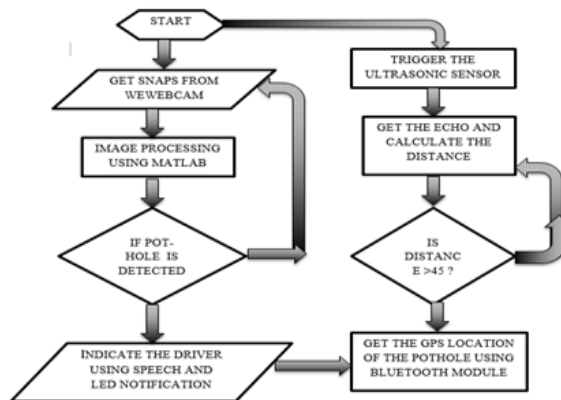 START
GET SNAPS FROM
WEWEBCAM
IMAGE PROCESSING
USING MATLAB
IF POT-
HOLE IS
DETECTED
INDICATE THE DRIVER
USING SPEECH AND
LED NOTIFICATION
TRIGGER THE
ULTRASONIC SENSOR
GET THE ECHO AND
CALCULATE THE
DISTANCE
IS
DISTANC
E >45 ?
GET THE GPS LOCATION
OF THE POTHOLE USING
BLUETOOTH MODULE